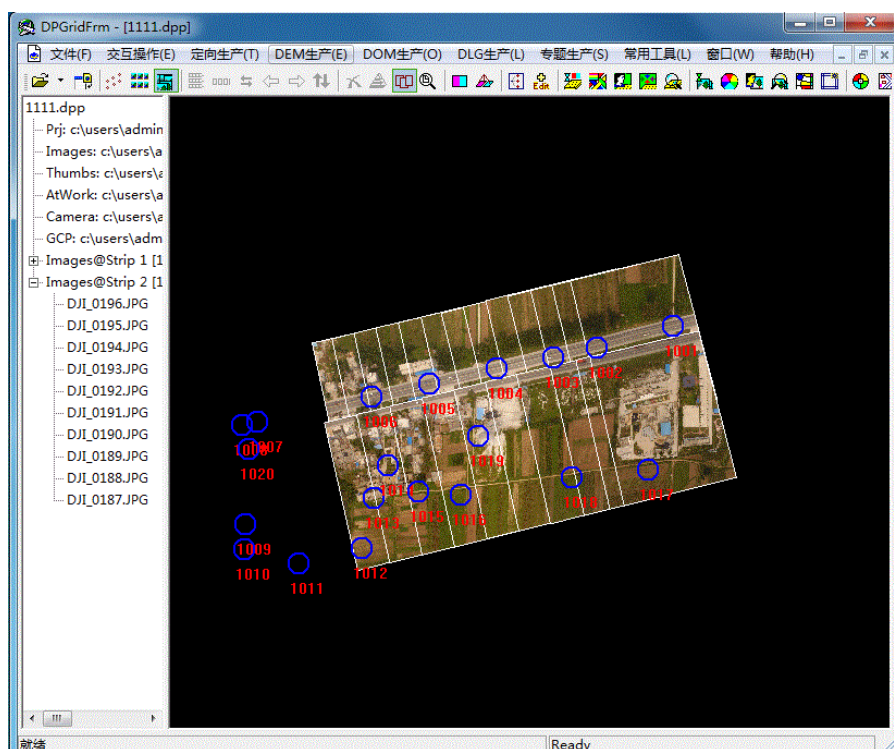 DPGridFrm - [1111.dpp]
文件(F) 交互操作(E) 定向生产(T) DEM生产(E) DOM生产(O) DLG生产(L) 专题生产(S) 常用工具(L) 窗口(W) 帮助(H)
Edit
1111.dpp
Prj: c:\users\admin
Images: c:\users\a
Thumbs: c:\users\a
AtWork: c:\users\a
Camera: c:\users\a
GCP: c:\users\adm
Images@Strip 1 [1
Images@Strip 2 [1
DJI_0196.JPG
DJI_0195.JPG
DJI_0194.JPG
DJI_0193.JPG
DJI_0192.JPG
DJI_0191.JPG
DJI_0190.JPG
DJI_0189.JPG
DJI_0188.JPG
DJI_0187.JPG
1001
1002
1003
1004
1005
1006
1007
1020
1019
1018
1017
1013
1015
1016
1009
1010
1011
1012
就绪 Ready